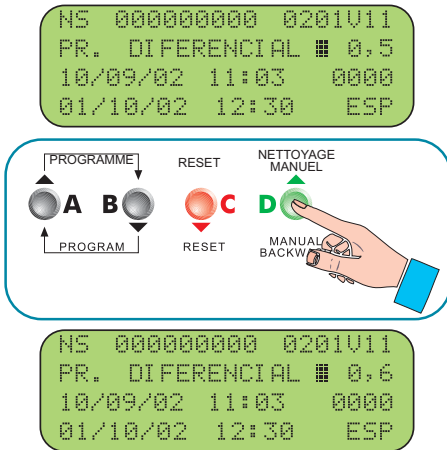 NS 000000000 0201V11
PR. DIFERENCIAL 0,5
10/09/02 11:03 0000
01/10/02 12:30 ESP
PROGRAMME RESET NETTOYAGE
MANUEL
A B C D
PROGRAM RESET MANUAL
BACKW
NS 000000000 0201V11
PR. DIFERENCIAL 0,6
10/09/02 11:03 0000
01/10/02 12:30 ESP